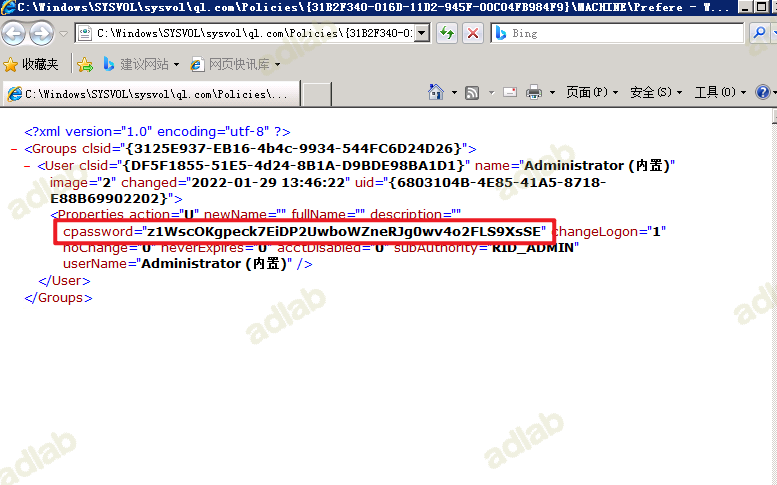 C:\Windows\SYSVOL\sysvol\ql.com\Policies\{31B2F340-016D-11D2-945F-00C04FB984F9}\MACHINE\Prefere - W...
C:\Windows\SYSVOL\sysvol\ql.com\Policies\{31B2F340-01
Bing
收藏夹 建议网站 网页快讯库
C:\Windows\SYSVOL\sysvol\ql.com\Policies\... 页面(P) 安全(S) 工具(O)
<?xml version="1.0" encoding="utf-8" ?>
- <Groups clsid="{3125E937-EB16-4b4c-9934-544FC6D24D26}">
- <User clsid="{DF5F1855-51E5-4d24-8B1A-D9BDE98BA1D1}" name="Administrator (内置)"
image="2" changed="2022-01-29 13:46:22" uid="{6803104B-4E85-41A5-8718-
E88B69902202}">
<Properties action="U" newName="" fullName="" description=""
cpassword="z1WscOKgpeck7EiDP2UwboWZneRJg0wv4o2FLS9XsSE" changeLogon="1"
noChange="0" neverExpires="0" acctDisabled="0" subAuthority="RID_ADMIN"
userName="Administrator (内置)" />
</User>
</Groups>
adlab
adlab
adlab
adlab
adlab
adlab
adlab